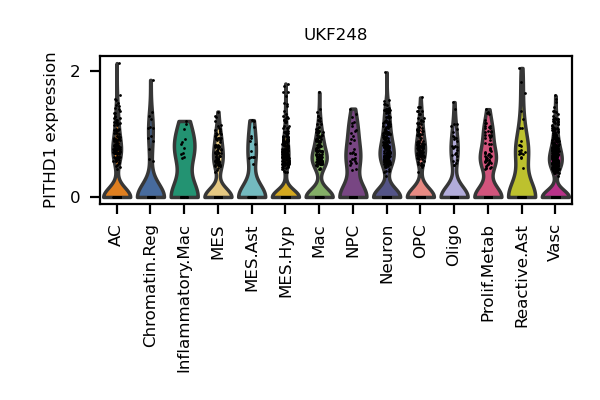 UKF248
PITHD1 expression
2
0
AC
Chromatin.Reg
Inflammatory.Mac
MES
MES.Ast
MES.Hyp
Mac
NPC
Neuron
OPC
Oligo
Prolif.Metab
Reactive.Ast
Vasc